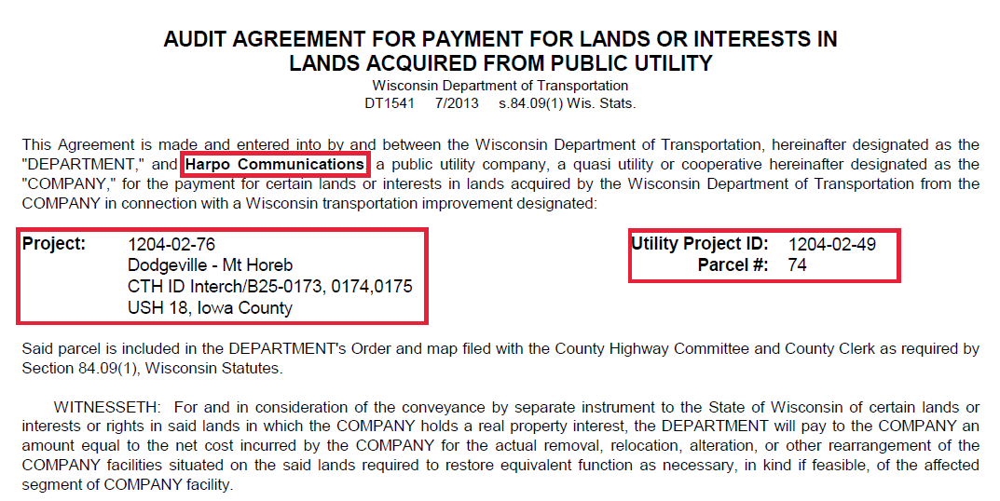 AUDIT AGREEMENT FOR PAYMENT FOR LANDS OR INTERESTS IN
LANDS ACQUIRED FROM PUBLIC UTILITY
Wisconsin Department of Transportation
DT1541 7/2013 s.84.09(1) Wis. Stats.
This Agreement is made and entered into by and between the Wisconsin Department of Transportation, hereinafter designated as the
"DEPARTMENT," and Harpo Communications, a public utility company, a quasi utility or cooperative hereinafter designated as the
"COMPANY," for the payment for certain lands or interests in lands acquired by the Wisconsin Department of Transportation from the
COMPANY in connection with a Wisconsin transportation improvement designated:
Project: 1204-02-76
Dodgeville - Mt Horeb
CTH ID Interch/B25-0173, 0174,0175
USH 18, Iowa County
Utility Project ID: 1204-02-49
Parcel #: 74
Said parcel is included in the DEPARTMENT's Order and map filed with the County Highway Committee and County Clerk as required by
Section 84.09(1), Wisconsin Statutes.
WITNESSETH: For and in consideration of the conveyance by separate instrument to the State of Wisconsin of certain lands or
interests or rights in said lands in which the COMPANY holds a real property interest, the DEPARTMENT will pay to the COMPANY an
amount equal to the net cost incurred by the COMPANY for the actual removal, relocation, alteration, or other rearrangement of the
COMPANY facilities situated on the said lands required to restore equivalent function as necessary, in kind if feasible, of the affected
segment of COMPANY facility.